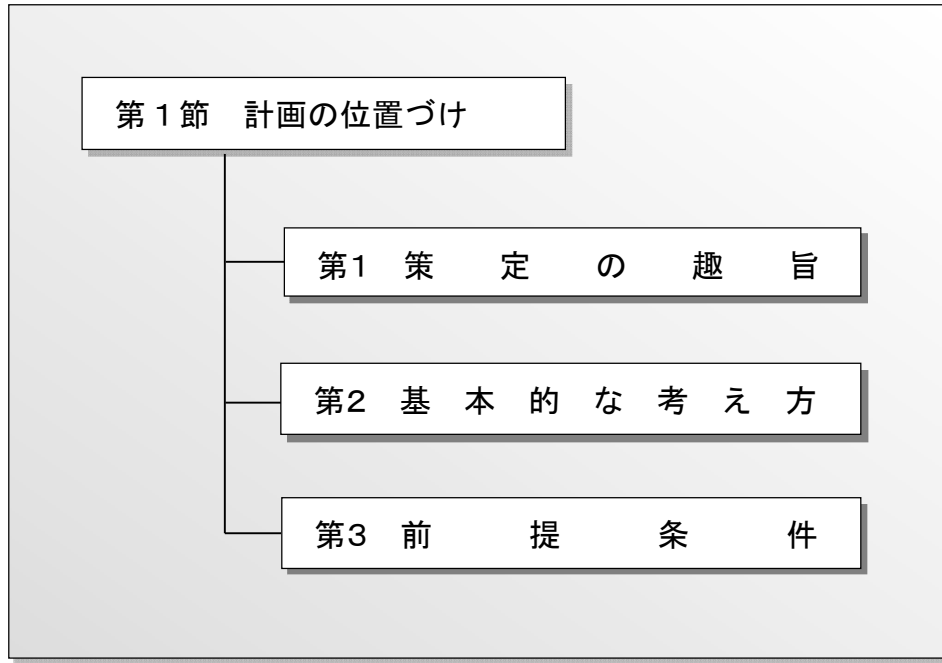 第１節　計画の位置づけ
第1　策定の趣旨
第2　基本的な考え方
第3　前提条件